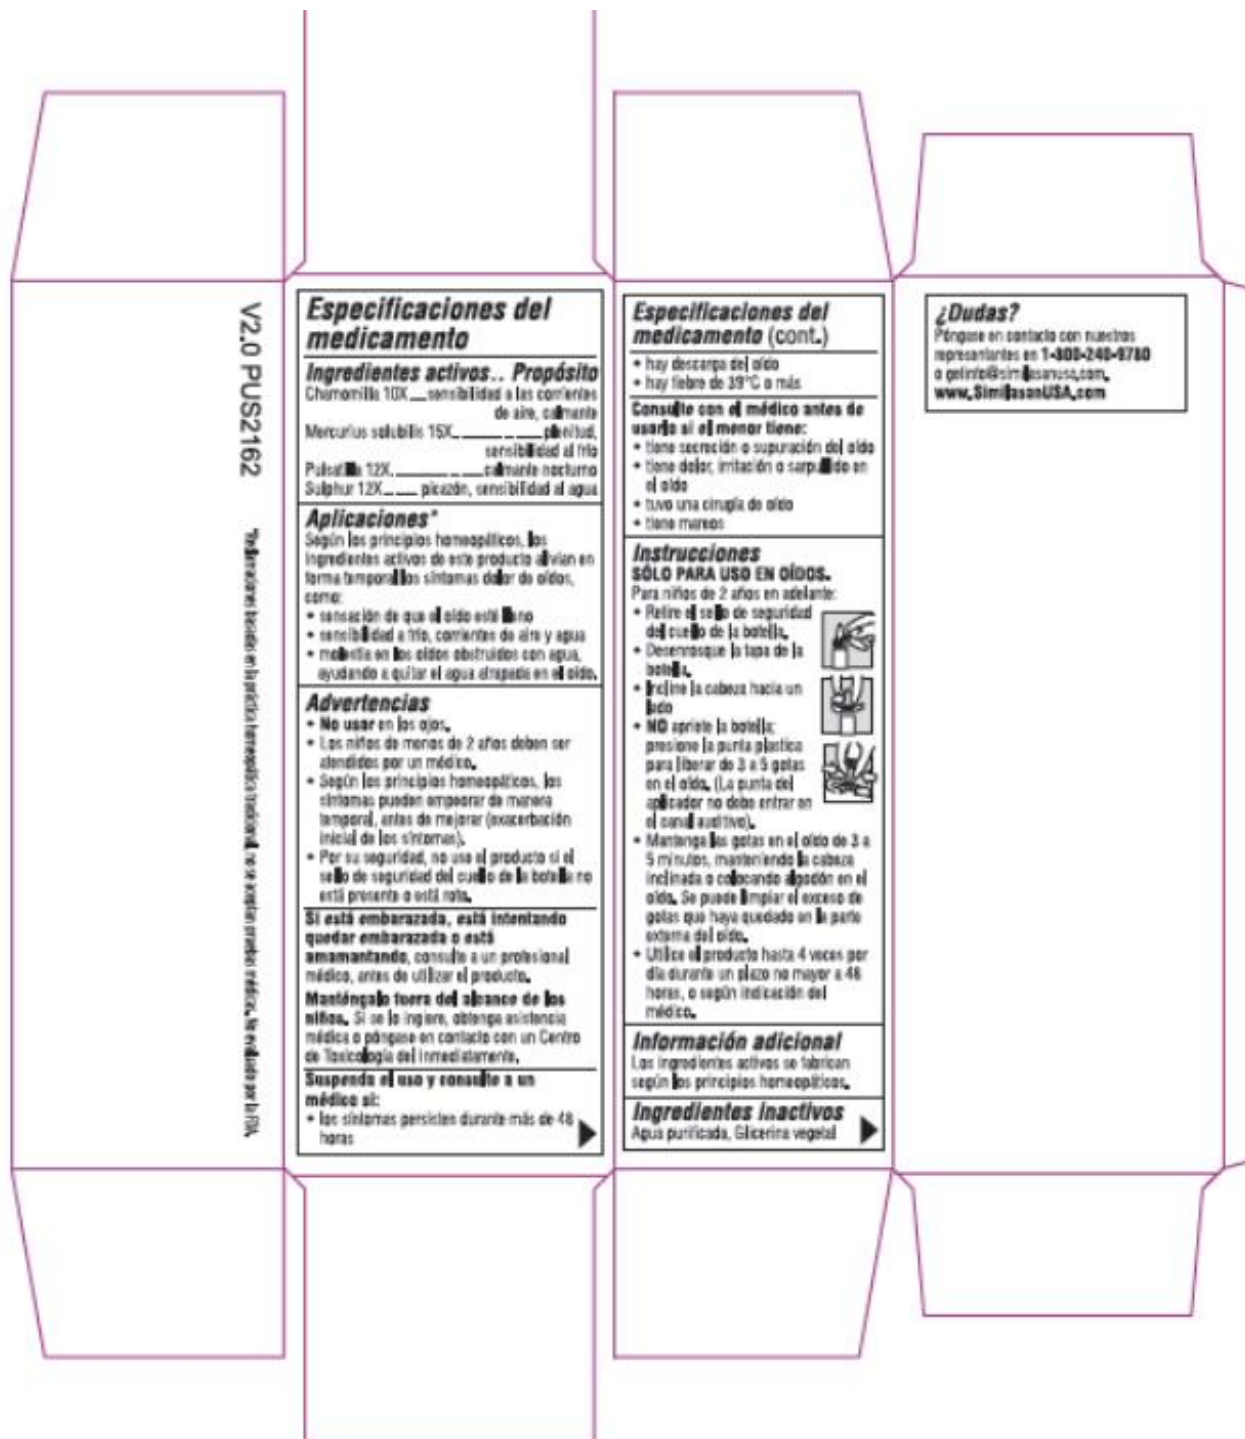 V2.0 PUS2162
*Reclamaciones basadas en la práctica homeopática tradicional, no se aceptan pruebas médicas. No evaluado por la FDA.
Especificaciones del
medicamento
Ingredientes activos.. Propósito
Chamomilla 10X sensibilidad a las corrientes
de aire, calmante
Mercurius solubilis 15X plenitud,
sensibilidad al frío
Pulsatilla 12X calmante nocturno
Sulphur 12X picazón, sensibilidad al agua
Aplicaciones*
Según los principios homeopáticos, los
ingredientes activos de este producto alivian en
forma temporal los síntomas dolor de oídos,
como:
• sensación de que el oído está lleno
• sensibilidad a frío, corrientes de aire y agua
• molestia en los oídos obstruidos con agua,
ayudando a quitar el agua atrapada en el oído.
Advertencias
• No usar en los ojos.
• Los niños de menos de 2 años deben ser
atendidos por un médico.
• Según los principios homeopáticos, los
síntomas pueden empeorar de manera
temporal, antes de mejorar (exacerbación
inicial de los síntomas).
• Por su seguridad, no use el producto si el
sello de seguridad del cuello de la botella no
está presente o está roto.
Si está embarazada, está intentando
quedar embarazada o está
amamantando, consulte a un profesional
médico, antes de utilizar el producto.
Manténgalo fuera del alcance de los
niños. Si se lo ingiere, obtenga asistencia
médica o póngase en contacto con un Centro
de Toxicología del inmediatamente.
Suspenda el uso y consulte a un
médico si:
• los síntomas persisten durante más de 48
horas
Especificaciones del
medicamento (cont.)
• hay descarga del oído
• hay fiebre de 39°C o más
Consulte con el médico antes de
usarlo si el menor tiene:
• tiene secreción o supuración del oído
• tiene dolor, irritación o sarpullido en
el oído
• tuvo una cirugía de oído
• tiene mareos
Instrucciones
SÓLO PARA USO EN OÍDOS.
Para niños de 2 años en adelante:
• Retire el sello de seguridad
del cuello de la botella.
• Desenrosque la tapa de la
botella.
• Incline la cabeza hacia un
lado
• NO apriete la botella;
presione la punta plastica
para liberar de 3 a 5 gotas
en el oído. (La punta del
aplicador no debe entrar en
el canal auditivo).
• Mantenga las gotas en el oído de 3 a
5 minutos, manteniendo la cabeza
inclinada o colocando algodón en el
oído. Se puede limpiar el exceso de
gotas que haya quedado en la parte
externa del oído.
• Utilice el producto hasta 4 veces por
día durante un plazo no mayor a 48
horas, o según indicación del
médico.
Información adicional
Los ingredientes activos se fabrican
según los principios homeopáticos.
Ingredientes inactivos
Agua purificada, Glicerina vegetal
¿Dudas?
Póngase en contacto con nuestros
representantes en 1-800-240-9780
o getinfo@similasanusa.com.
www.SimilasanUSA.com